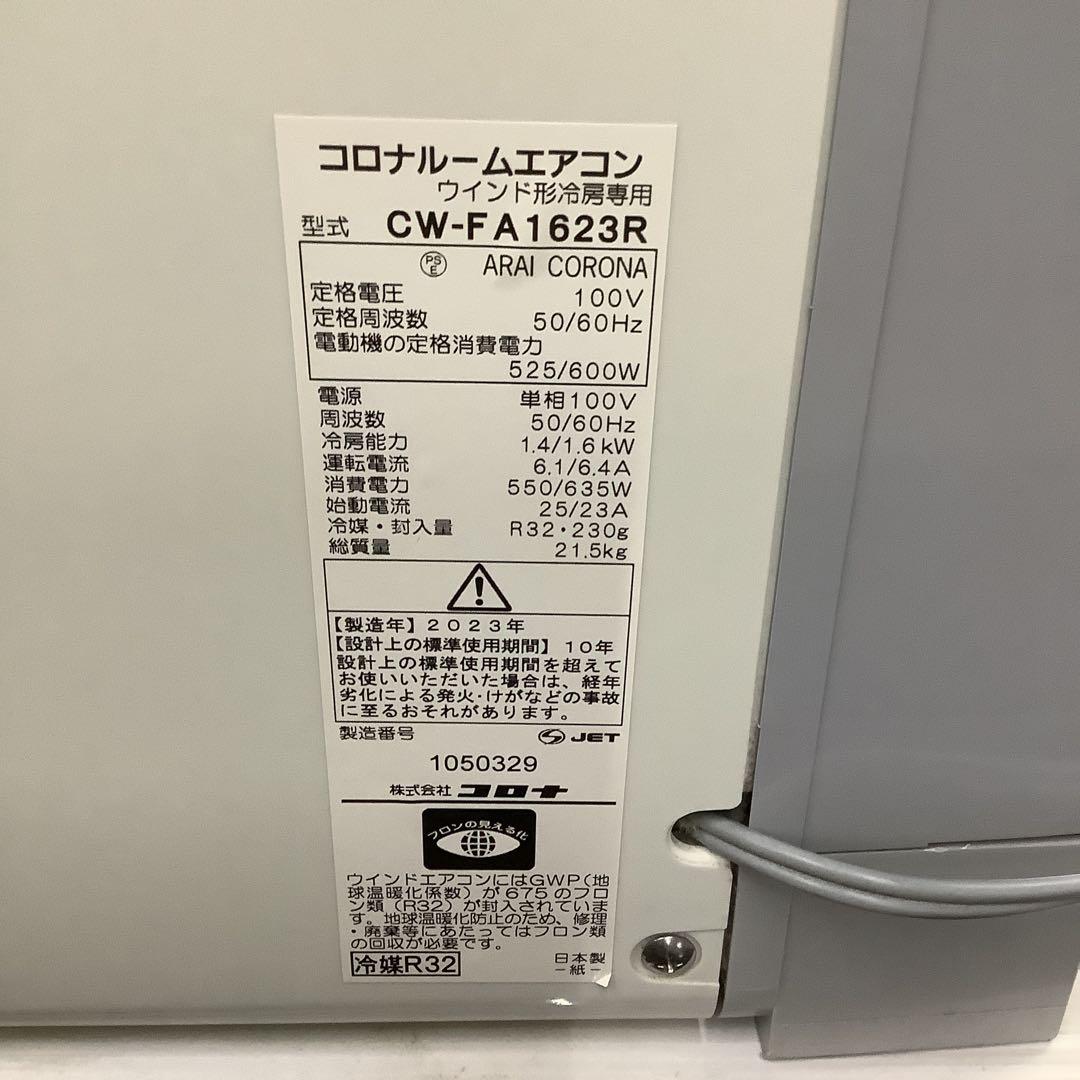 コロナルームエアコン
ウインド形冷房専用
型式 CW-FA1623R
PSE ARAI CORONA
定格電圧 100V
定格周波数 50/60Hz
電動機の定格消費電力
525/600W
電源 単相100V
周波数 50/60Hz
冷房能力 1.4/1.6kW
運転電流 6.1/6.4A
消費電力 550/635W
始動電流 25/23A
冷媒・封入量 R32・230g
総質量 21.5kg
【製造年】2023年
【設計上の標準使用期間】10年
設計上の標準使用期間を超えて
お使いいただいた場合は、経年
劣化による発火・けがなどの事故
に至るおそれがあります。
製造番号 JET
1050329
株式会社 コロナ
フロンの見える化
ウインドエアコンにはGWP(地
球温暖化係数)が675のフロ
ン類(R32)が封入されていま
す。地球温暖化防止のため、修理
・廃棄等にあたってはフロン類
の回収が必要です。
冷媒R32 日本製
-紙-